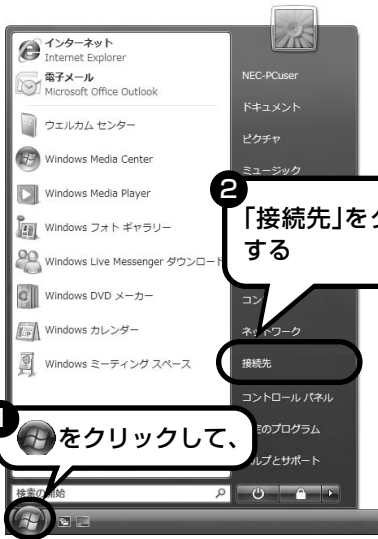 インターネット
Internet Explorer
電子メール
Microsoft Office Outlook
ウェルカム センター
Windows Media Center
Windows Media Player
Windows フォト ギャラリー
Windows Live Messenger ダウンロード
Windows DVD メーカー
Windows カレンダー
Windows ミーティング スペース
NEC-PCuser
ドキュメント
ピクチャ
ミュージック
2
「接続先」を
する
コン
ネットワーク
接続先
コントロール パネル
のプログラム
ルプとサポート
1
をクリックして、
検索の開始